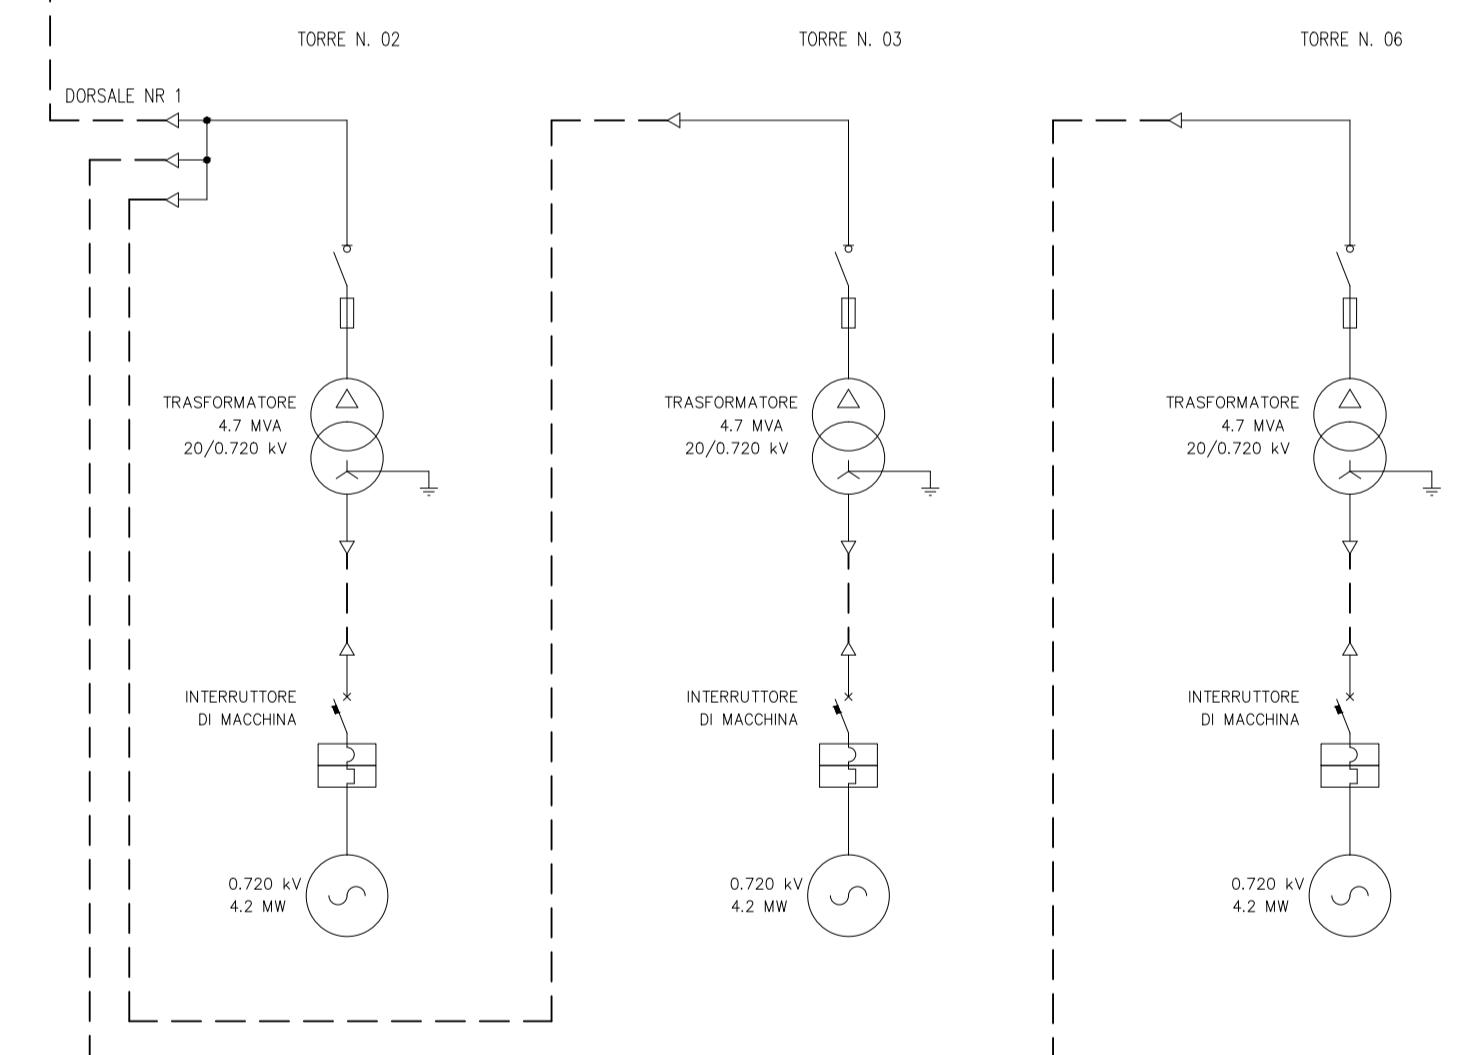 TORRE N. 02
TORRE N. 03
TORRE N. 06
DORSALE NR 1
TRASFORMATORE
4.7 MVA
20/0.720 kV
TRASFORMATORE
4.7 MVA
20/0.720 kV
TRASFORMATORE
4.7 MVA
20/0.720 kV
INTERRUTTORE
DI MACCHINA
INTERRUTTORE
DI MACCHINA
INTERRUTTORE
DI MACCHINA
0.720 kV
4.2 MW
0.720 kV
4.2 MW
0.720 kV
4.2 MW